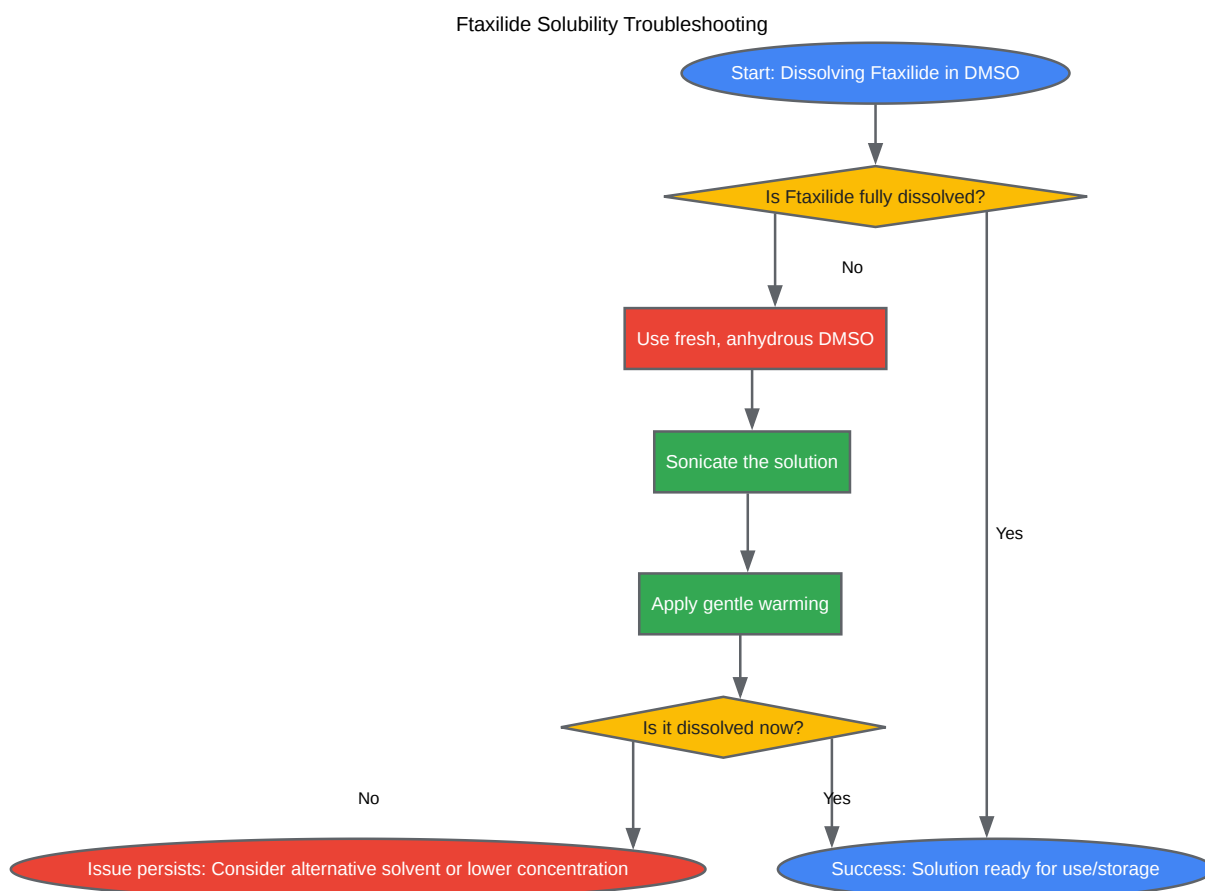 Ftaxilide Solubility Troubleshooting
Start: Dissolving Ftaxilide in DMSO
Is Ftaxilide fully dissolved?
No
Use fresh, anhydrous DMSO
Sonicate the solution
Yes
Apply gentle warming
Is it dissolved now?
No
Yes
Issue persists: Consider alternative solvent or lower concentration
Success: Solution ready for use/storage